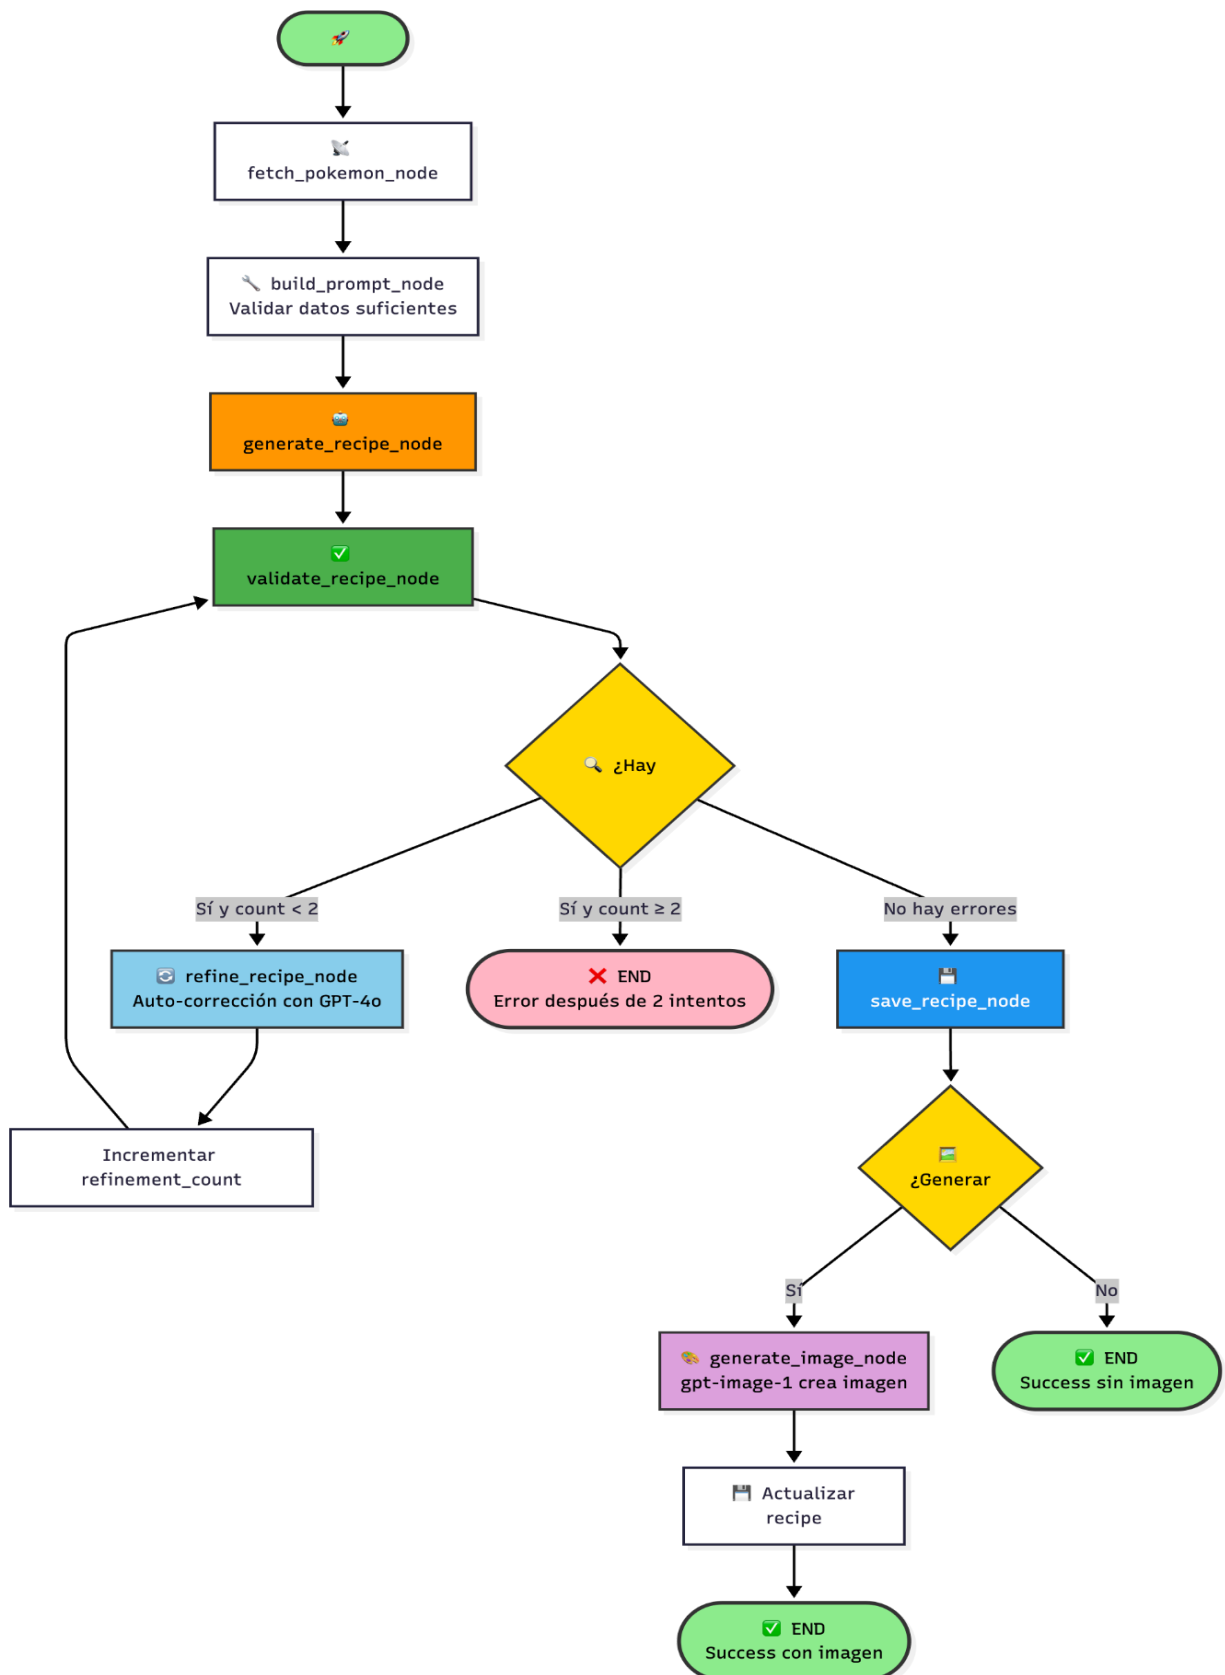 🚀
📡
fetch_pokemon_node
🔧 build_prompt_node
Validar datos suficientes
🤖
generate_recipe_node
✅
validate_recipe_node
🔍 ¿Hay
Sí y count < 2
Sí y count ≥ 2
No hay errores
🔄 refine_recipe_node
Auto-corrección con GPT-4o
❌ END
Error después de 2 intentos
💾
save_recipe_node
Incrementar
refinement_count
🖼️
¿Generar
Sí
No
🎨 generate_image_node
gpt-image-1 crea imagen
✅ END
Success sin imagen
💾 Actualizar
recipe
✅ END
Success con imagen